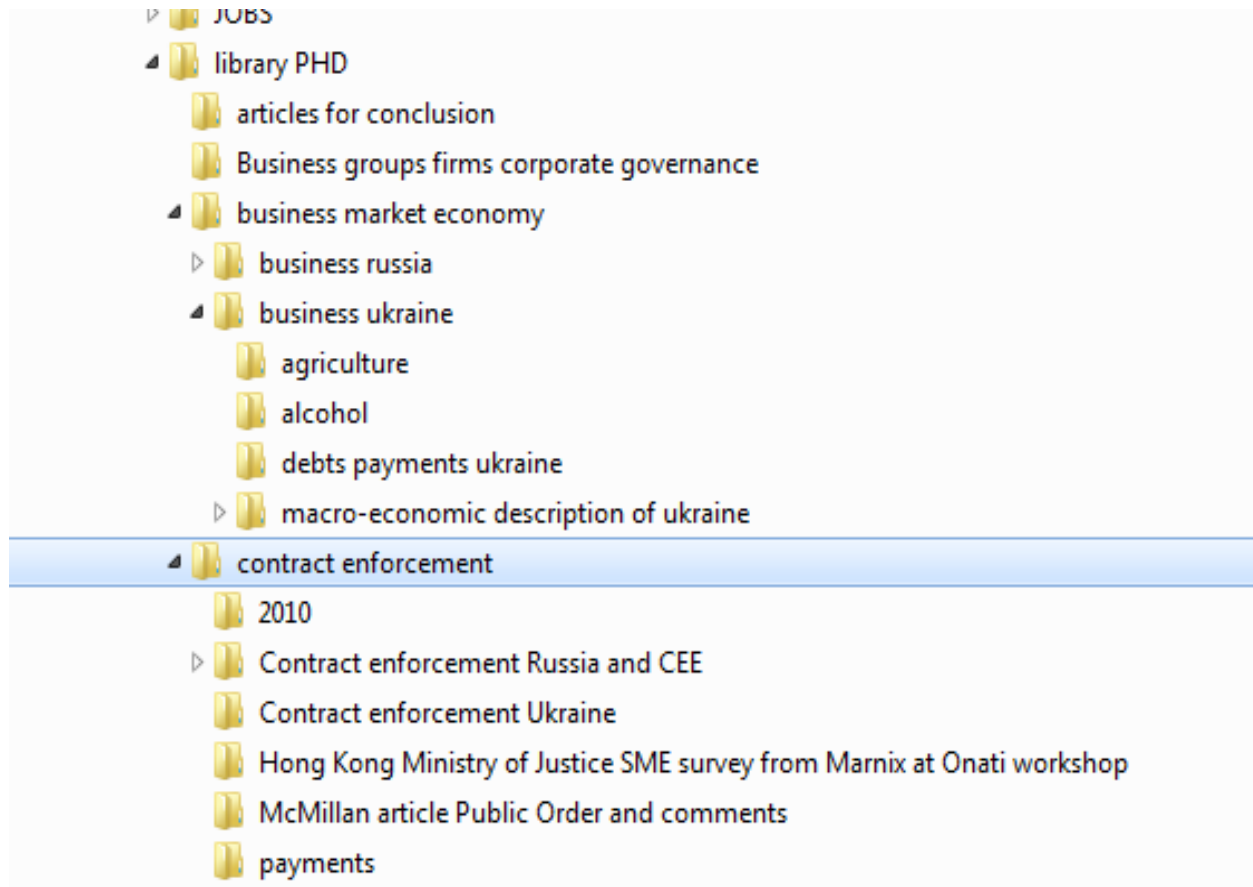 JOBS
library PHD
articles for conclusion
Business groups firms corporate governance
business market economy
business russia
business ukraine
agriculture
alcohol
debts payments ukraine
macro-economic description of ukraine
contract enforcement
2010
Contract enforcement Russia and CEE
Contract enforcement Ukraine
Hong Kong Ministry of Justice SME survey from Marnix at Onati workshop
McMillan article Public Order and comments
payments